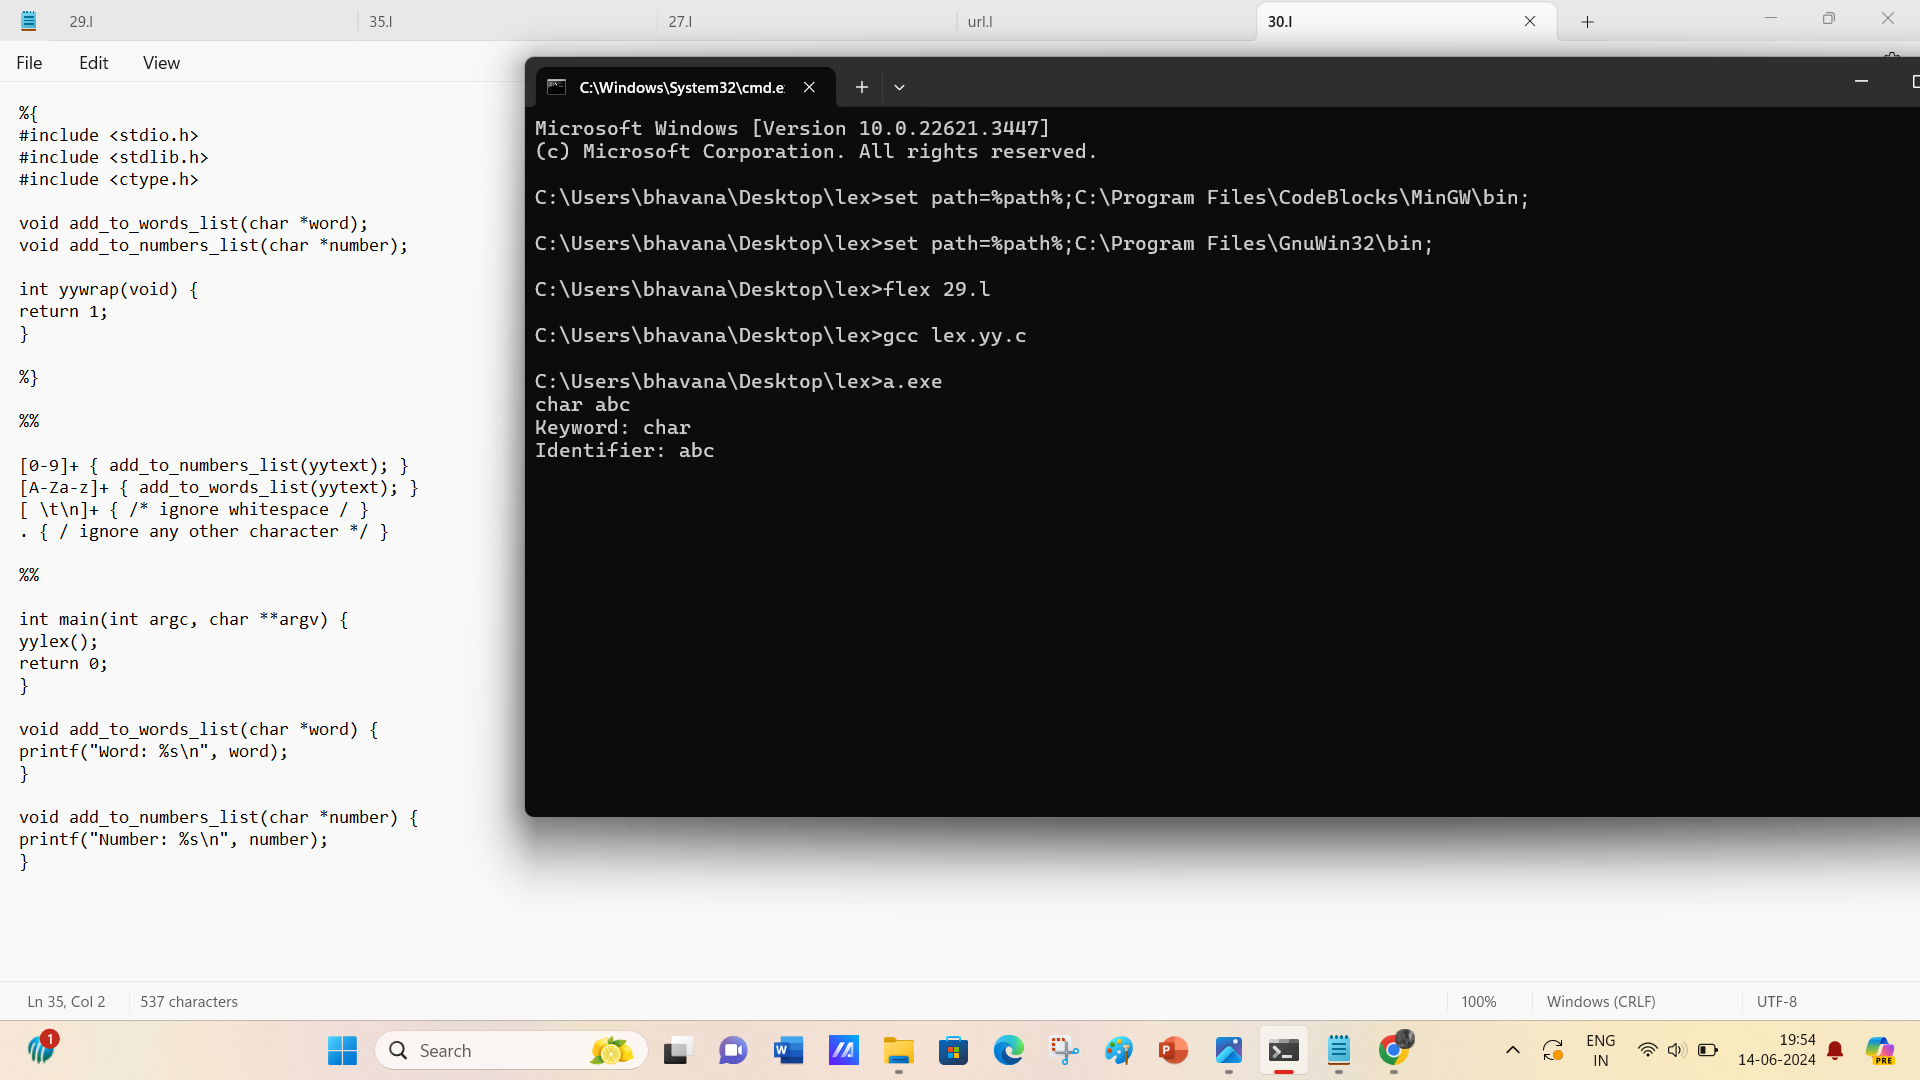 29.l
35.l
27.l
url.l
30.l
File Edit View
%{
#include <stdio.h>
#include <stdlib.h>
#include <ctype.h>
void add_to_words_list(char *word);
void add_to_numbers_list(char *number);
int yywrap(void) {
return 1;
}
%}
%%
[0-9]+ { add_to_numbers_list(yytext); }
[A-Za-z]+ { add_to_words_list(yytext); }
[ \t\n]+ { /* ignore whitespace / }
. { / ignore any other character */ }
%%
int main(int argc, char **argv) {
yylex();
return 0;
}
void add_to_words_list(char *word) {
printf("Word: %s\n", word);
}
void add_to_numbers_list(char *number) {
printf("Number: %s\n", number);
}
C:\Windows\System32\cmd.e
Microsoft Windows [Version 10.0.22621.3447]
(c) Microsoft Corporation. All rights reserved.
C:\Users\bhavana\Desktop\lex>set path=%path%;C:\Program Files\CodeBlocks\MinGW\bin;
C:\Users\bhavana\Desktop\lex>set path=%path%;C:\Program Files\GnuWin32\bin;
C:\Users\bhavana\Desktop\lex>flex 29.l
C:\Users\bhavana\Desktop\lex>gcc lex.yy.c
C:\Users\bhavana\Desktop\lex>a.exe
char abc
Keyword: char
Identifier: abc
Ln 35, Col 2
537 characters
100%
Windows (CRLF)
UTF-8
1
Search
W
P
ENG
IN
19:54
14-06-2024
PRE